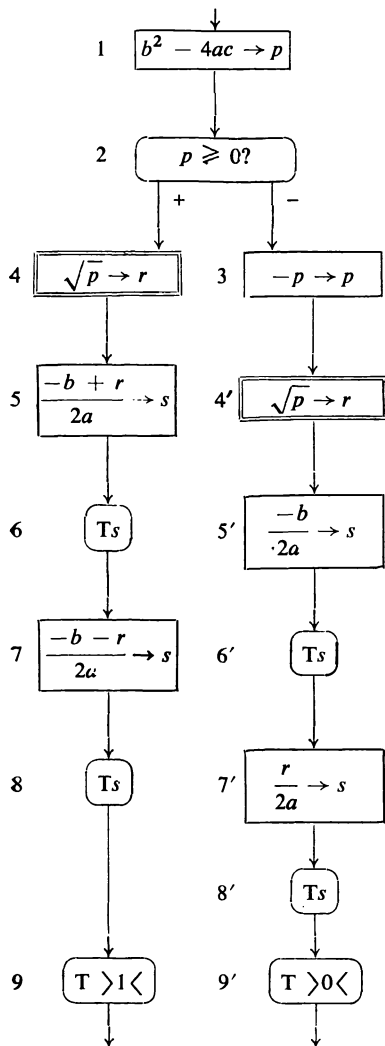 1 b² − 4ac → p
2 p ⩾ 0?
+ −
4 √p → r
3 −p → p
5 (−b + r)/2a → s
4′ √p → r
6 Ts
5′ −b/·2a → s
7 (−b − r)/2a → s
6′ Ts
8 Ts
7′ r/2a → s
8′ Ts
9 T >1<
9′ T >0<